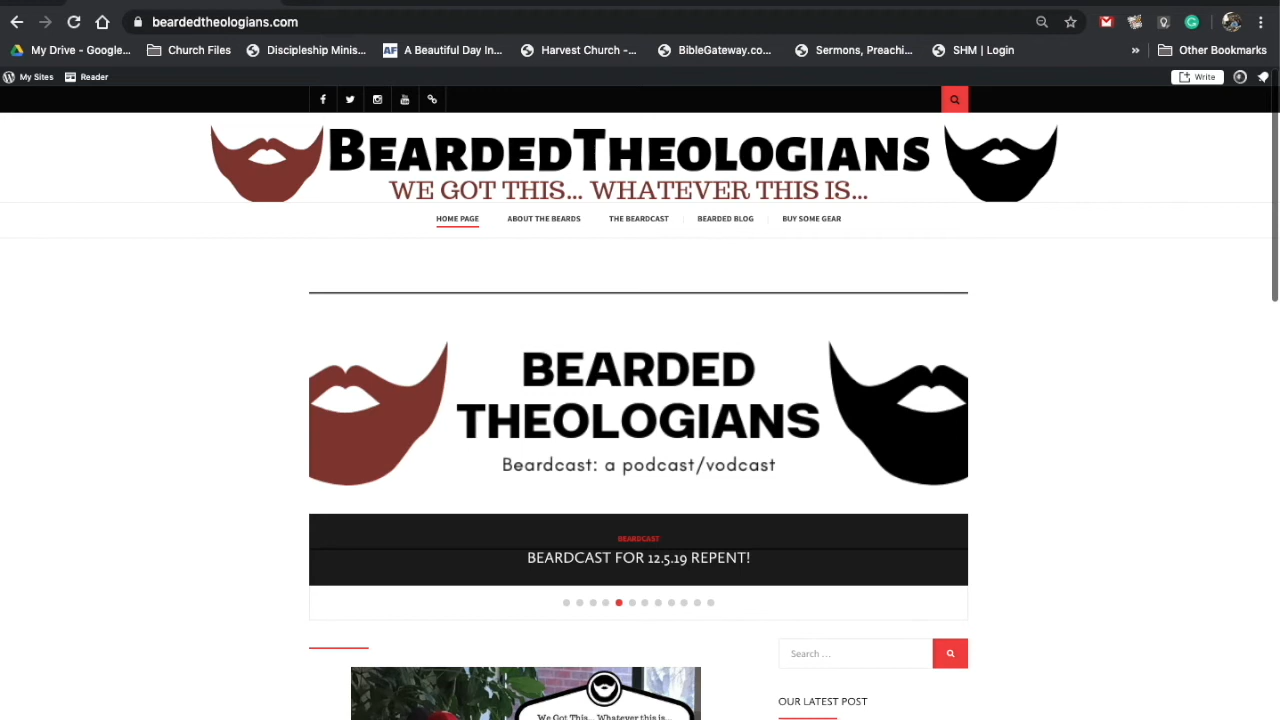 beardedtheologians.com
My Drive - Google...
Church Files
Discipleship Minis...
AF
A Beautiful Day In...
Harvest Church -...
BibleGateway.co...
Sermons, Preachi...
SHM | Login
»
Other Bookmarks
My Sites
Reader
Write
BEARDEDTHEOLOGIANS
WE GOT THIS... WHATEVER THIS IS...
HOME PAGE
ABOUT THE BEARDS
THE BEARDCAST
BEARDED BLOG
BUY SOME GEAR
BEARDED
THEOLOGIANS
Beardcast: a podcast/vodcast
BEARDCAST
BEARDCAST FOR 12.5.19 REPENT!
Search ...
OUR LATEST POST
We Got This... Whatever this is...